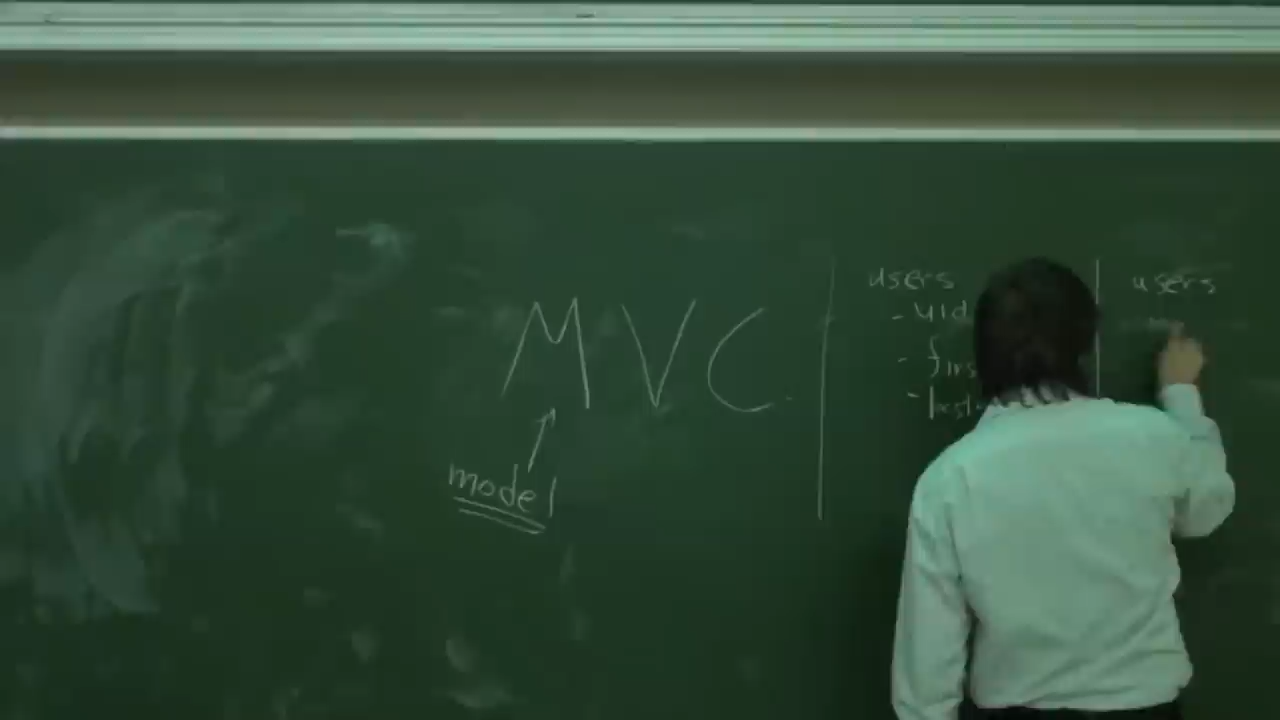 MVC
model
users
- uid
- firs
- last
users